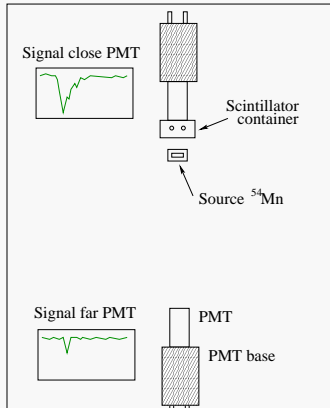 Signal close PMT
Scintillator
container
Source ⁵⁴Mn
Signal far PMT
PMT
PMT base